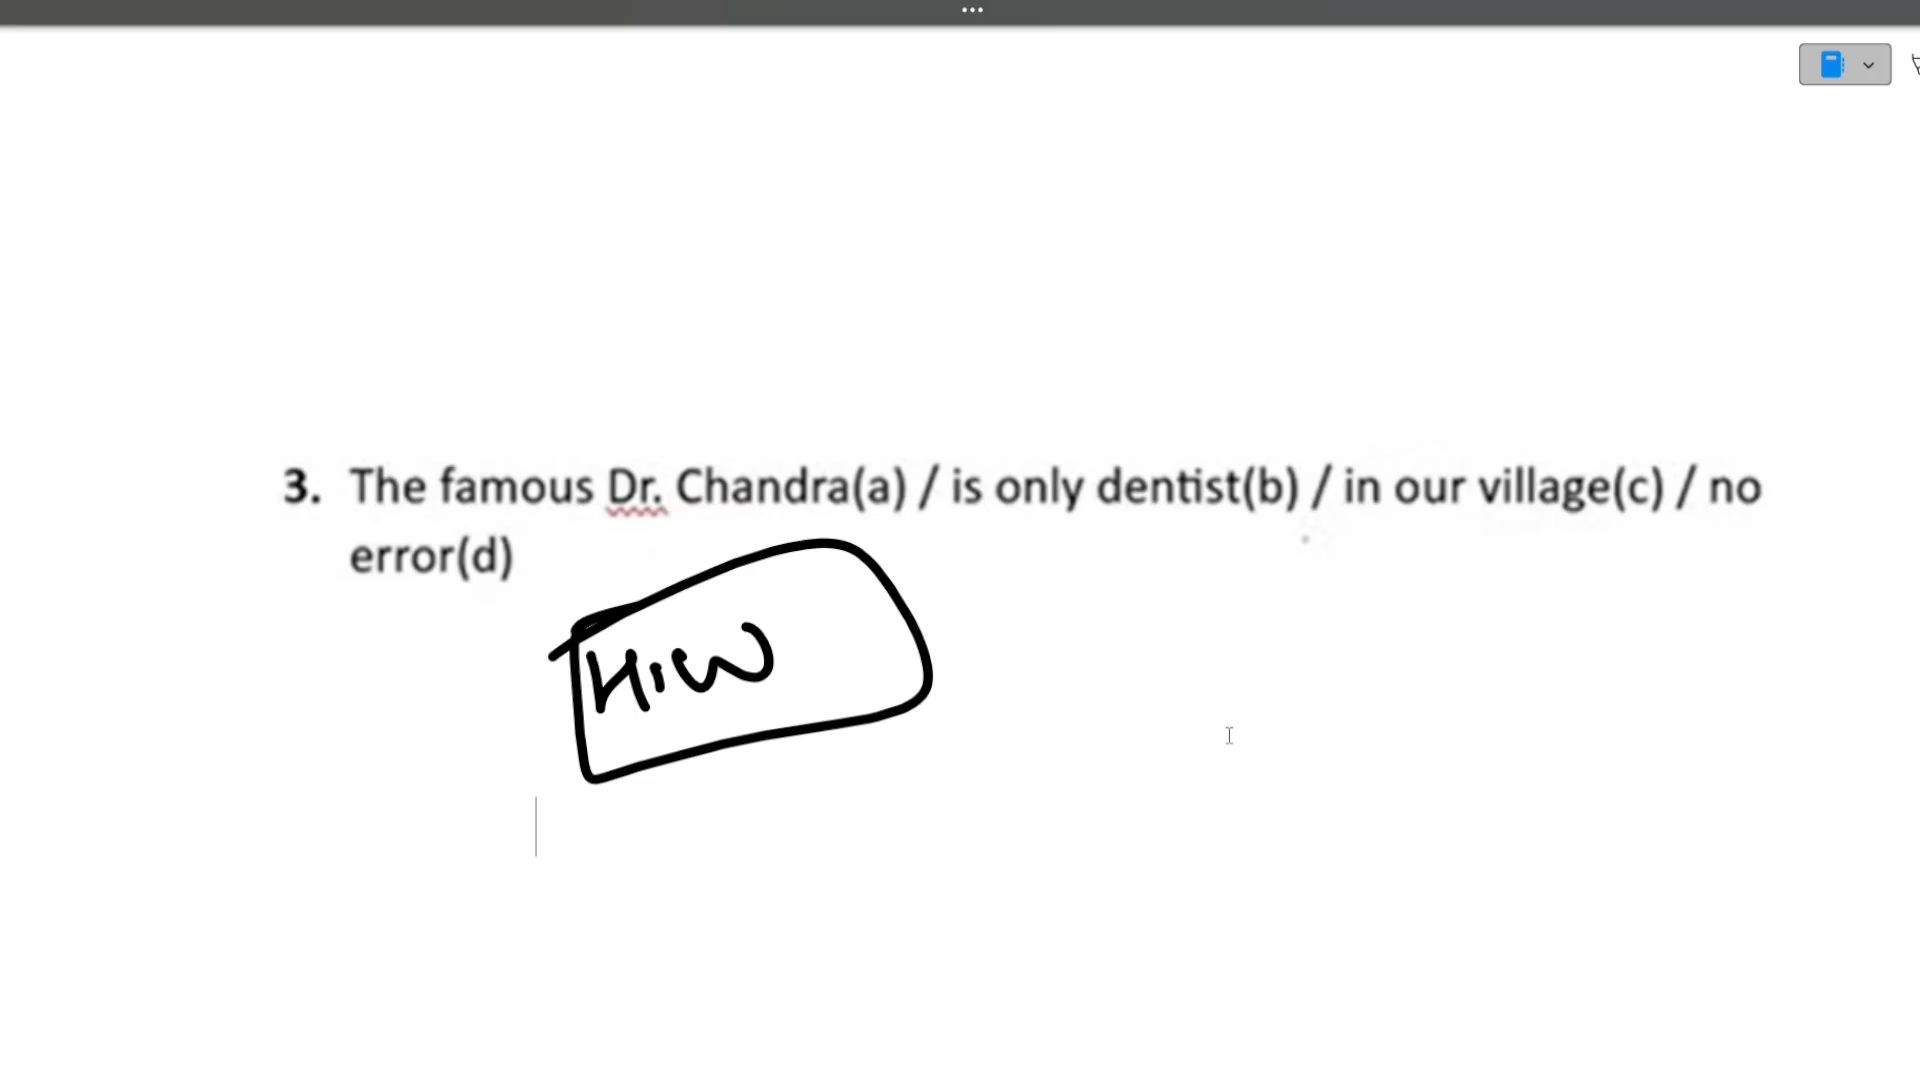 3. The famous Dr. Chandra(a) / is only dentist(b) / in our village(c) / no
error(d)
H.W